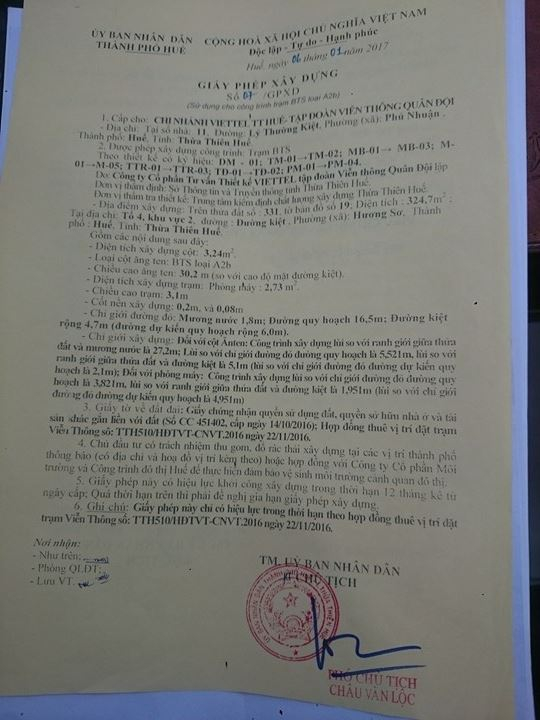 ỦY BAN NHÂN DÂN CỘNG HOÀ XÃ HỘI CHỦ NGHĨA VIỆT NAM
THÀNH PHỐ HUẾ Độc lập - Tự do - Hạnh phúc
Huế, ngày 06 tháng 01 năm 2017
GIẤY PHÉP XÂY DỰNG
Số 07 /GPXD
(Sử dụng cho công trình trạm BTS loại A2b)
1. Cấp cho: CHI NHÁNH VIETTEL TT HUẾ- TẬP ĐOÀN VIỄN THÔNG QUÂN ĐỘI
- Địa chỉ: Tại số nhà: 11, Đường: Lý Thường Kiệt, Phường (xã): Phú Nhuận .
Thành phố: Huế, Tỉnh: Thừa Thiên Huế
2. Được phép xây dựng công trình: Trạm BTS
Theo thiết kế có ký hiệu: DM - 01; TM-01→TM-02; MB-01 → MB-03; M-
01→M-05; TTR-01→TTR-03; TĐ-01→TĐ-02; PM-01→PM-04.
Do: Công ty Cổ phần Tư vấn Thiết kế VIETTEL tập đoàn Viễn thông Quân Đội lập
Đơn vị thẩm định: Sở Thông tin và Truyền thông tỉnh Thừa Thiên Huế.
Đơn vị thẩm tra thiết kế: Trung tâm kiểm định chất lượng xây dựng Thừa Thiên Huế.
- Địa điểm xây dựng: Trên thửa đất số : 331, tờ bản đồ số 19; Diện tích : 324,7m² ;
Tại địa chỉ: Tổ 4, khu vực 2, đường : Đường kiệt , Phường (xã): Hương Sơ, Thành
phố : Huế, Tỉnh: Thừa Thiên Huế.
Gồm các nội dung sau đây:
- Diện tích xây dựng cột: 3,24m².
- Loại cột ăng ten: BTS loại A2b
- Chiều cao ăng ten: 30,2 m (so với cao độ mặt đường kiệt).
- Diện tích xây dựng trạm: Phòng máy : 2,73 m².
- Chiều cao trạm: 3,1m
- Cốt nền xây dựng: 0,2m, và 0,08m
- Chỉ giới đường đỏ: Mương nước 1,8m; Đường quy hoạch 16,5m; Đường kiệt
rộng 4,7m (đường dự kiến quy hoạch rộng 6,0m).
- Chỉ giới xây dựng: Đối với cột Ănten: Công trình xây dựng lùi so với ranh giới giữa thửa
đất và mương nước là 27,2m; Lùi so với chỉ giới đường đỏ đường quy hoạch là 5,521m, lùi so với
ranh giới giữa thửa đất và đường kiệt là 5,1m (lùi so với chỉ giới đường đỏ đường dự kiến quy
hoạch là 2,1m); Đối với phòng máy: Công trình xây dựng lùi so với chỉ giới đường đỏ đường quy
hoạch là 3,821m, lùi so với ranh giới giữa thửa đất và đường kiệt là 1,951m (lùi so với chỉ giới
đường đỏ đường dự kiến quy hoạch là 4,951m)
3. Giấy tờ về đất đai: Giấy chứng nhận quyền sử dụng đất, quyền sở hữu nhà ở và tài
sản khác gắn liền với đất (Số CC 451402, cấp ngày 14/10/2016); Hợp đồng thuê vị trí đặt trạm
Viễn Thông số: TTH510/HĐTVT-CNVT.2016 ngày 22/11/2016.
4. Chủ đầu tư có trách nhiệm thu gom, đổ rác thải xây dựng tại các vị trí thành phố
thông báo (có địa chỉ và hoạ đồ vị trí kèm theo) hoặc hợp đồng với Công ty Cổ phần Môi
trường và Công trình đô thị Huế để thực hiện đảm bảo vệ sinh môi trường cảnh quan đô thị.
5. Giấy phép này có hiệu lực khởi công xây dựng trong thời hạn 12 tháng kể từ
ngày cấp; Quá thời hạn trên thì phải đề nghị gia hạn giấy phép xây dựng.
6. Ghi chú: Giấy phép này chỉ có hiệu lực trong thời hạn theo hợp đồng thuê vị trí đặt
trạm Viễn Thông số: TTH510/HĐTVT-CNVT.2016 ngày 22/11/2016.
Nơi nhận:
- Như trên;
- Phòng QLĐT;
- Lưu VT.
TM. UỶ BAN NHÂN DÂN
CHỦ TỊCH
PHÓ CHỦ TỊCH
CHÂU VĂN LỘC